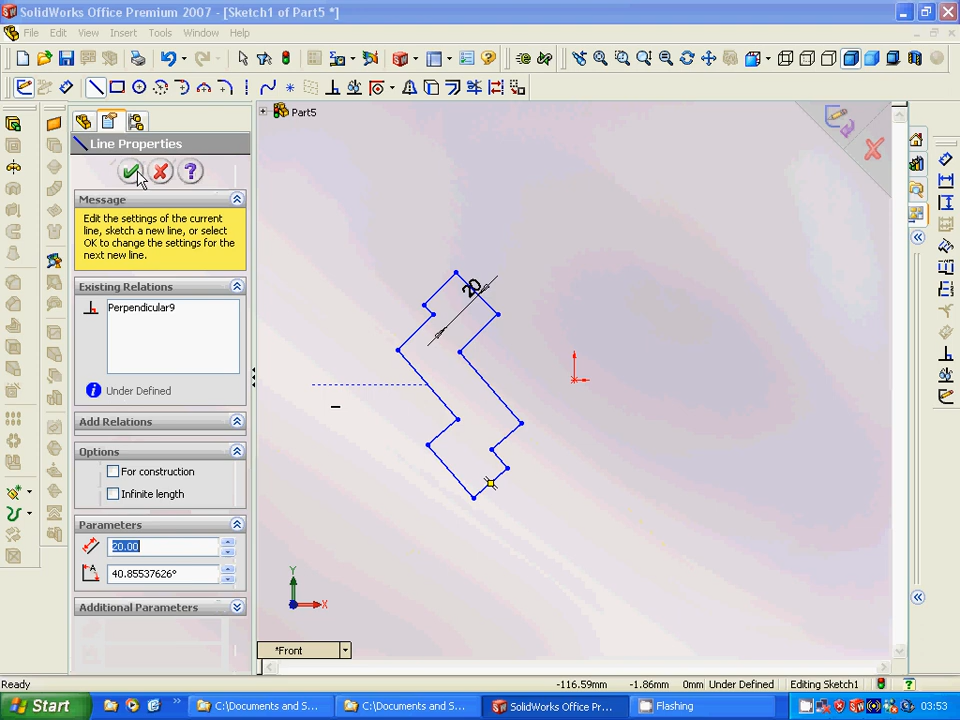 SolidWorks Office Premium 2007 - [Sketch1 of Part5 *]
File Edit View Insert Tools Window Help
Part5
Line Properties
Message
Edit the settings of the current
line, sketch a new line, or select
OK to change the settings for the
next new line.
Existing Relations
Perpendicular9
Under Defined
Add Relations
Options
For construction
Infinite length
Parameters
20.00
40.85537626°
Additional Parameters
20
Y
X
*Front
Ready
-116.59mm -1.86mm 0mm Under Defined Editing Sketch1
Start C:\Documents and S... C:\Documents and S... SolidWorks Office Pr... Flashing 03:53